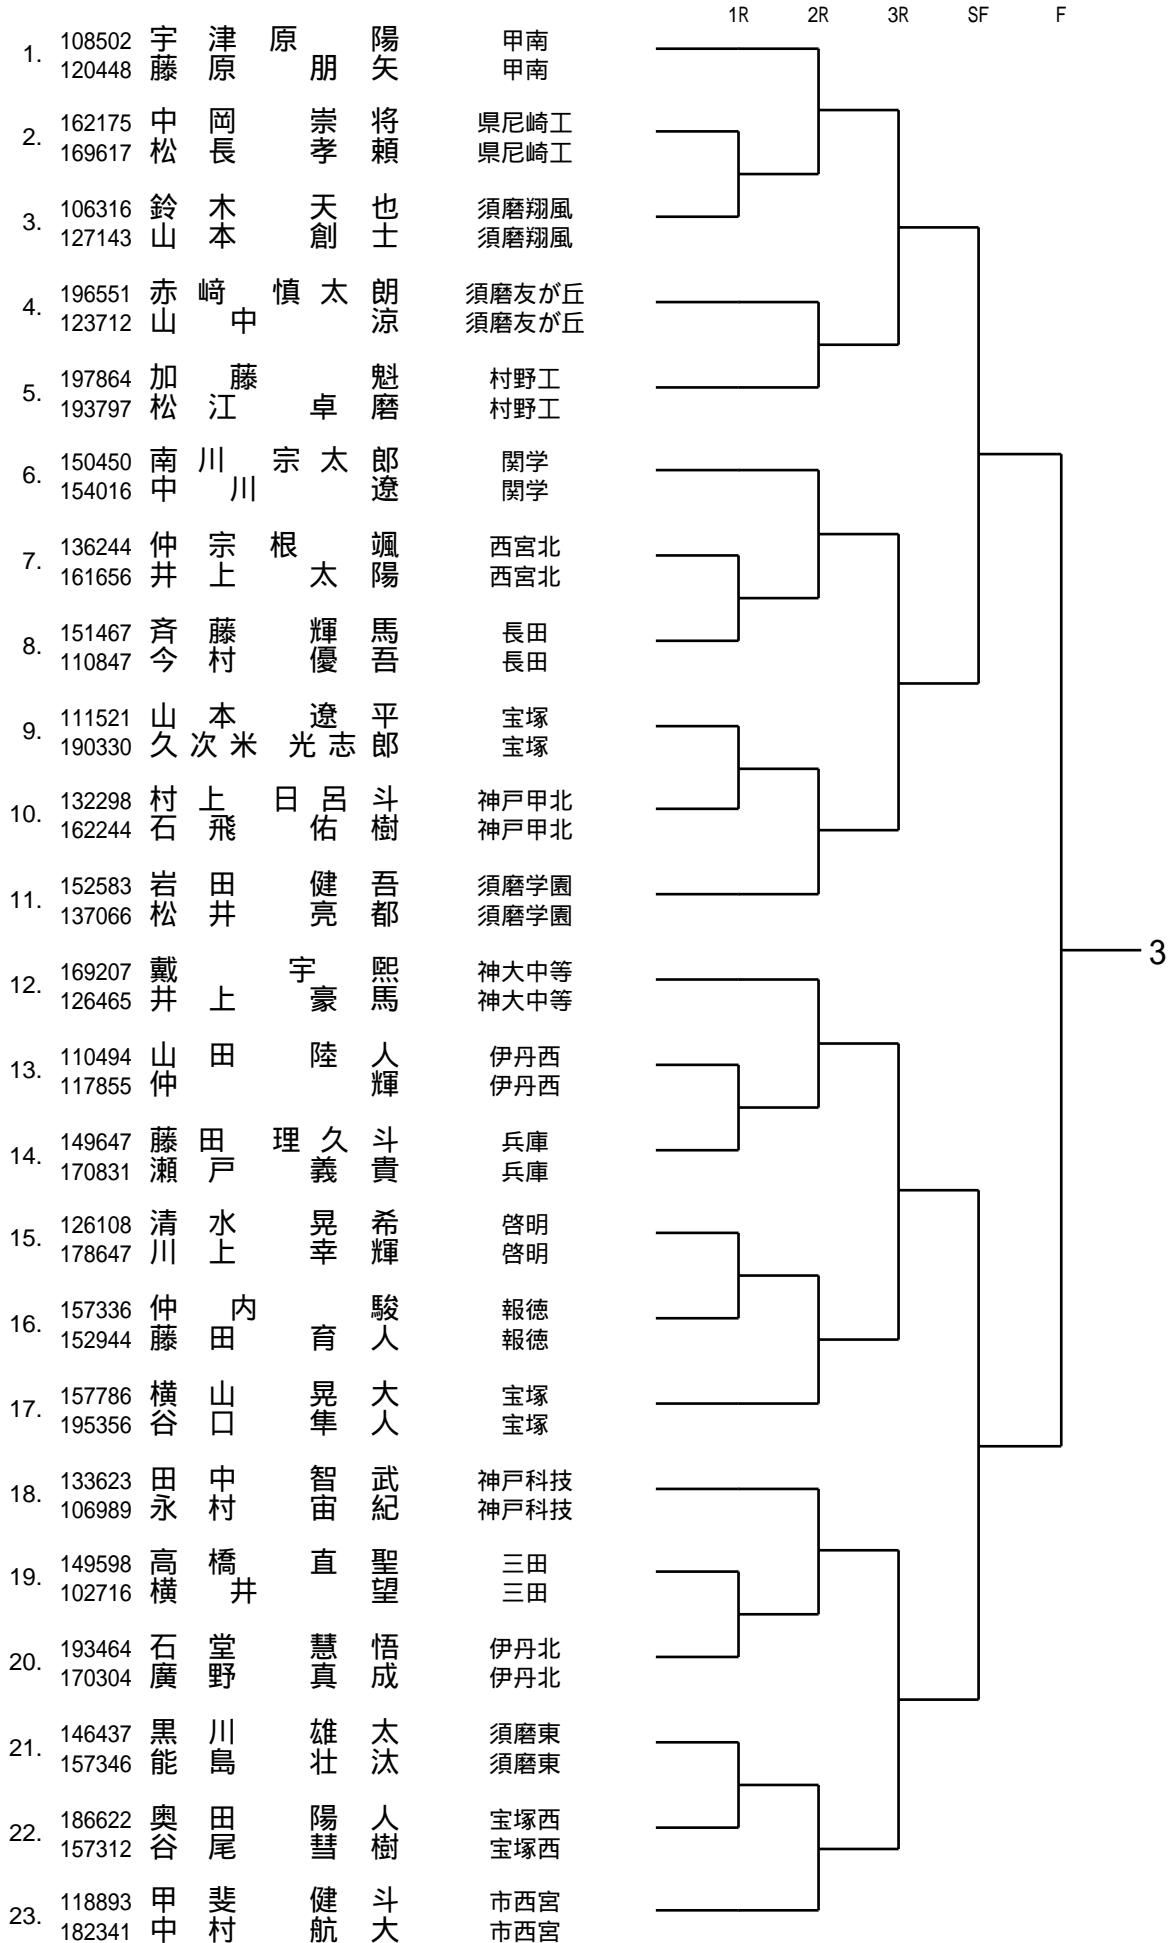 1R 2R 3R SF F
1. 108502 宇津原 陽 甲南
120448 藤原 朋矢 甲南
2. 162175 中岡 崇将 県尼崎工
169617 松長 孝頼 県尼崎工
3. 106316 鈴木 天也 須磨翔風
127143 山本 創士 須磨翔風
4. 196551 赤﨑 慎太朗 須磨友が丘
123712 山中 涼 須磨友が丘
5. 197864 加藤 魁 村野工
193797 松江 卓磨 村野工
6. 150450 南川 宗太郎 関学
154016 中川 遼 関学
7. 136244 仲宗根 颯 西宮北
161656 井上 太陽 西宮北
8. 151467 斉藤 輝馬 長田
110847 今村 優吾 長田
9. 111521 山本 遼平 宝塚
190330 久次米 光志郎 宝塚
10. 132298 村上 日呂斗 神戸甲北
162244 石飛 佑樹 神戸甲北
11. 152583 岩田 健吾 須磨学園
137066 松井 亮都 須磨学園
3
12. 169207 戴 宇熙 神大中等
126465 井上 豪馬 神大中等
13. 110494 山田 陸人 伊丹西
117855 仲 輝 伊丹西
14. 149647 藤田 理久斗 兵庫
170831 瀬戸 義貴 兵庫
15. 126108 清水 晃希 啓明
178647 川上 幸輝 啓明
16. 157336 仲内 駿 報徳
152944 藤田 育人 報徳
17. 157786 横山 晃大 宝塚
195356 谷口 隼人 宝塚
18. 133623 田中 智武 神戸科技
106989 永村 宙紀 神戸科技
19. 149598 高橋 直聖 三田
102716 横井 望 三田
20. 193464 石堂 慧悟 伊丹北
170304 廣野 真成 伊丹北
21. 146437 黒川 雄太 須磨東
157346 能島 壮汰 須磨東
22. 186622 奥田 陽人 宝塚西
157312 谷尾 彗樹 宝塚西
23. 118893 甲斐 健斗 市西宮
182341 中村 航大 市西宮